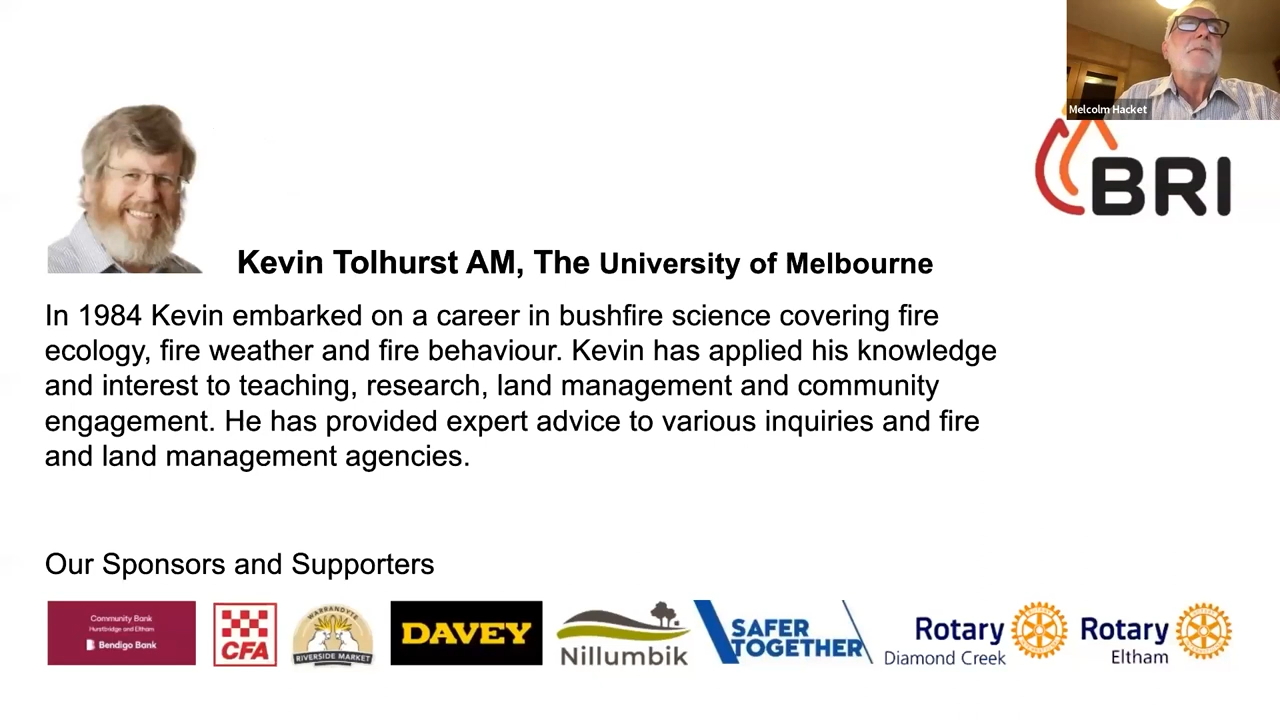 Melcolm Hacket
BRI
Kevin Tolhurst AM, The University of Melbourne
In 1984 Kevin embarked on a career in bushfire science covering fire
ecology, fire weather and fire behaviour. Kevin has applied his knowledge
and interest to teaching, research, land management and community
engagement. He has provided expert advice to various inquiries and fire
and land management agencies.
Our Sponsors and Supporters
Community Bank
Hurstbridge and Eltham
Bendigo Bank
CFA
WARRANDYTE
RIVERSIDE MARKET
DAVEY
Nillumbik
SAFER
TOGETHER
Rotary
Diamond Creek
Rotary
Eltham